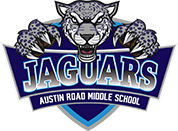 JAGUARS
AUSTIN ROAD MIDDLE SCHOOL